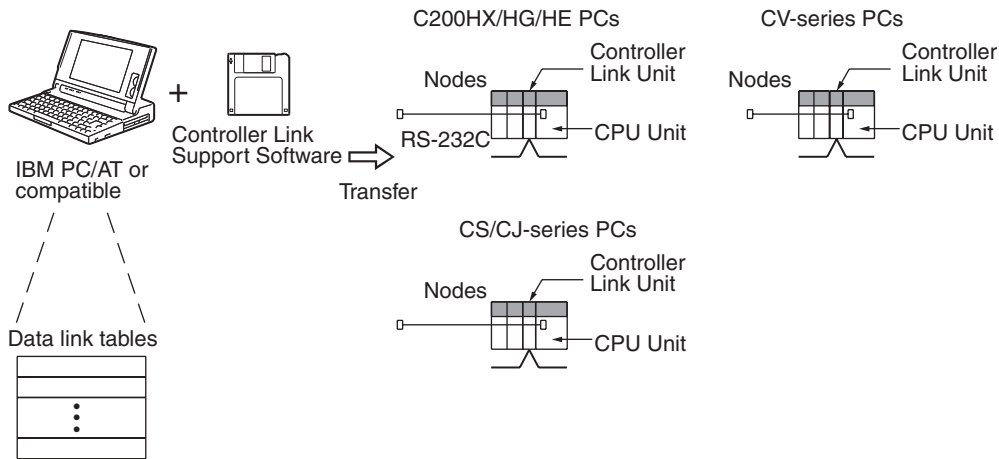 C200HX/HG/HE PCs
CV-series PCs
Controller
Link Unit
Nodes
CPU Unit
RS-232C
Controller
Link Unit
Nodes
CPU Unit
+
Controller Link
Support Software
Transfer
IBM PC/AT or
compatible
CS/CJ-series PCs
Controller
Link Unit
Nodes
CPU Unit
Data link tables